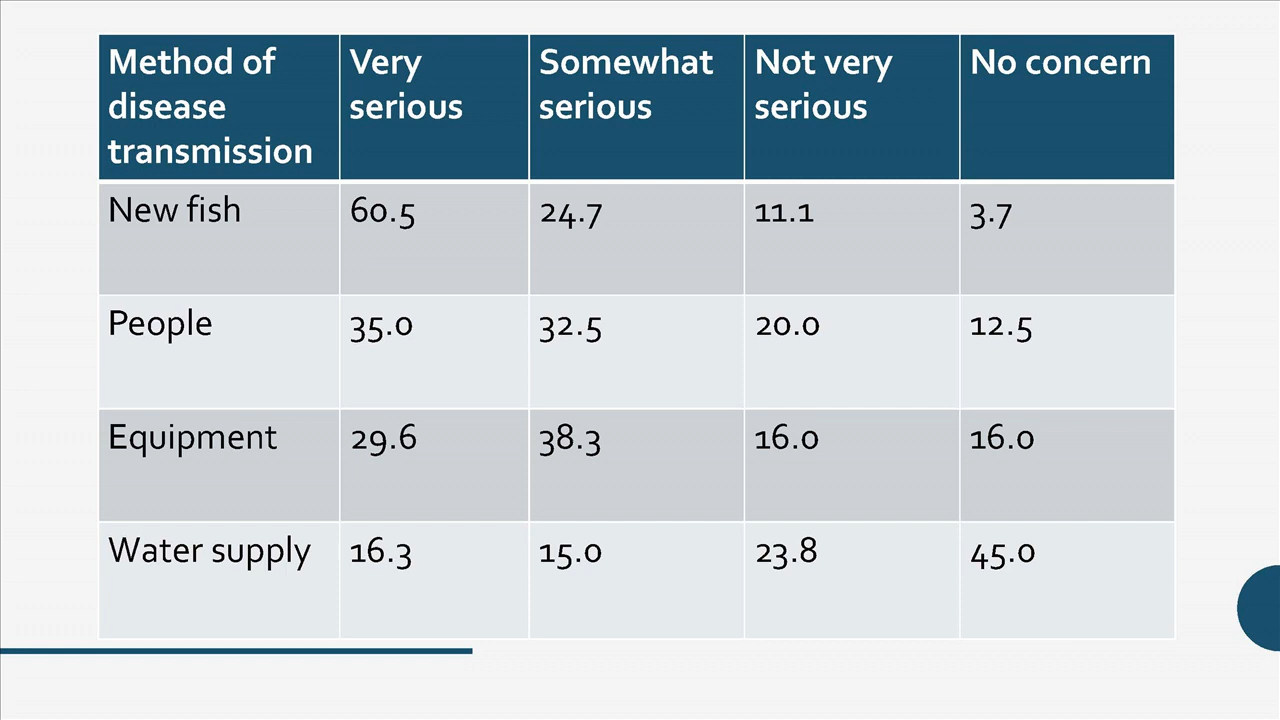 Method of disease transmission Very serious Somewhat serious Not very serious No concern
New fish 60.5 24.7 11.1 3.7
People 35.0 32.5 20.0 12.5
Equipment 29.6 38.3 16.0 16.0
Water supply 16.3 15.0 23.8 45.0